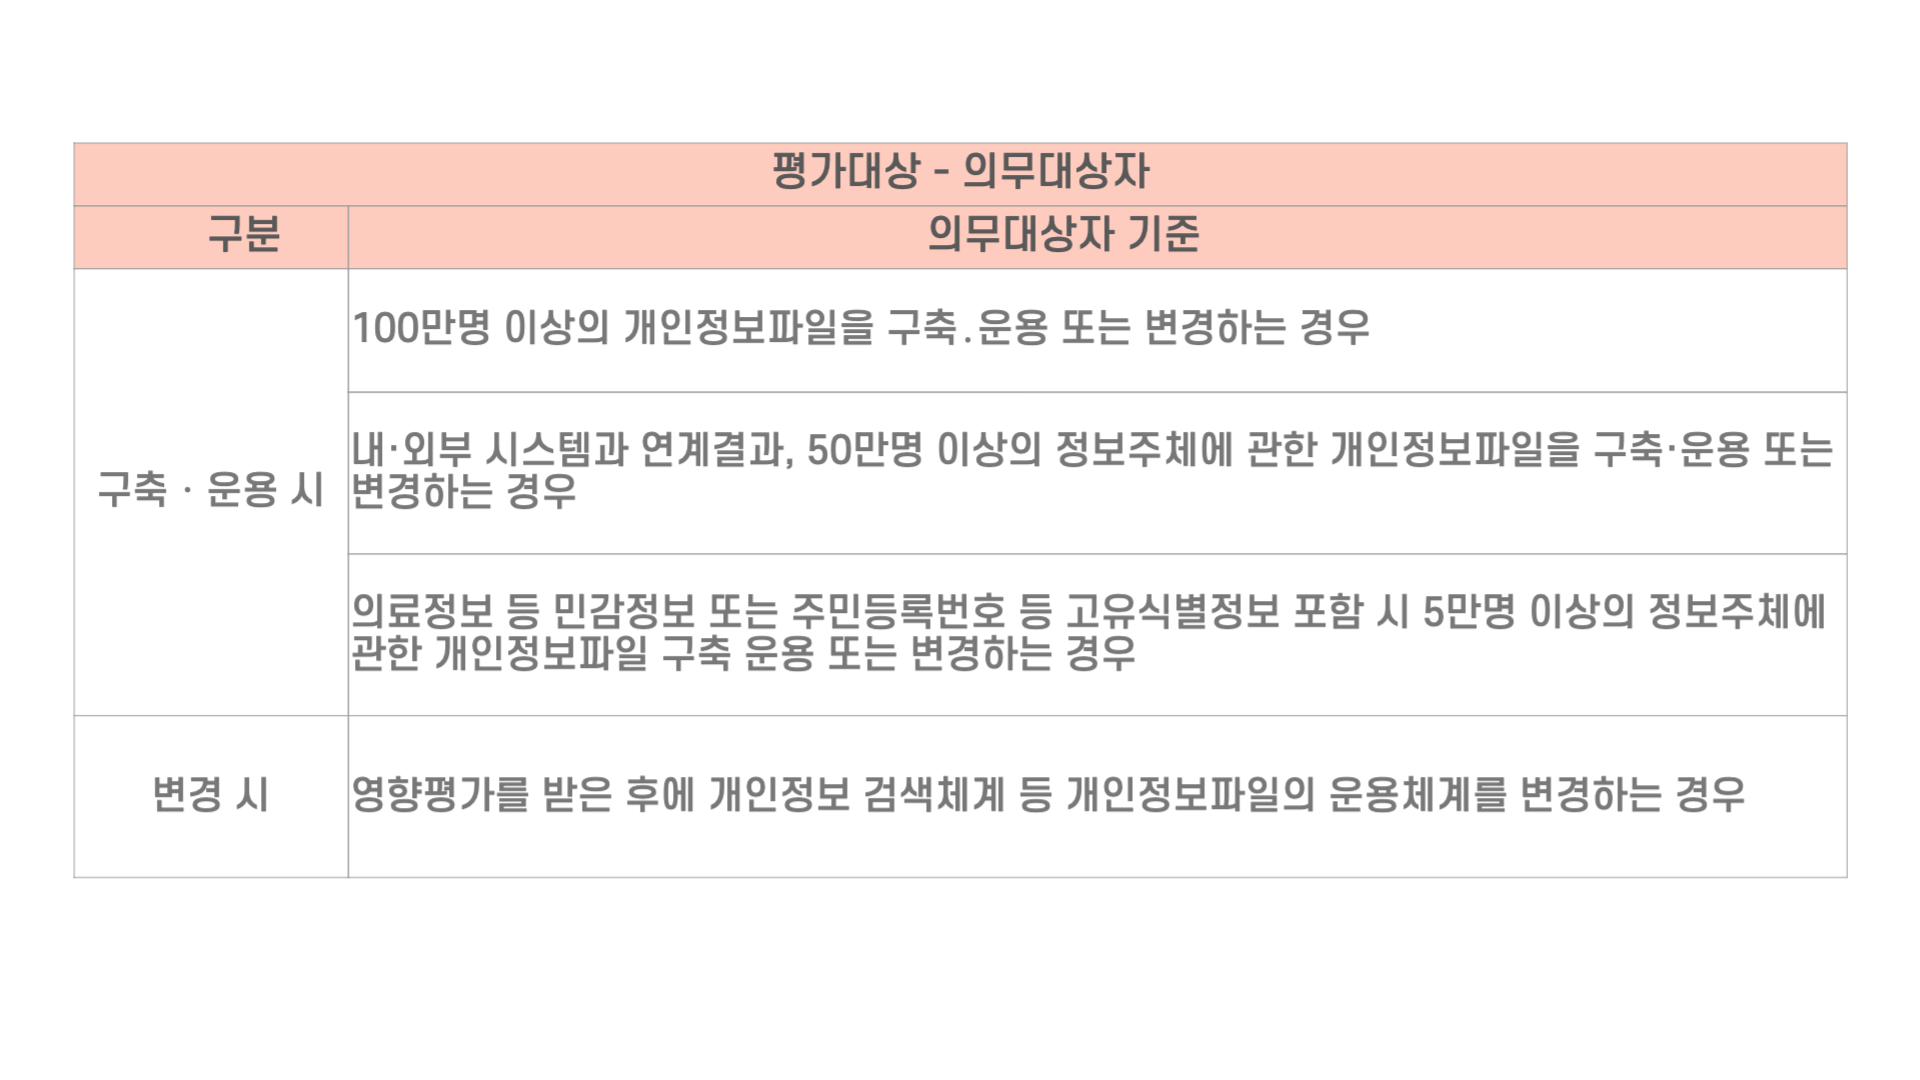 평가대상 - 의무대상자
구분
의무대상자 기준
구축 · 운용 시
100만명 이상의 개인정보파일을 구축.운용 또는 변경하는 경우
내·외부 시스템과 연계결과, 50만명 이상의 정보주체에 관한 개인정보파일을 구축·운용 또는
변경하는 경우
의료정보 등 민감정보 또는 주민등록번호 등 고유식별정보 포함 시 5만명 이상의 정보주체에
관한 개인정보파일 구축 운용 또는 변경하는 경우
변경 시
영향평가를 받은 후에 개인정보 검색체계 등 개인정보파일의 운용체계를 변경하는 경우